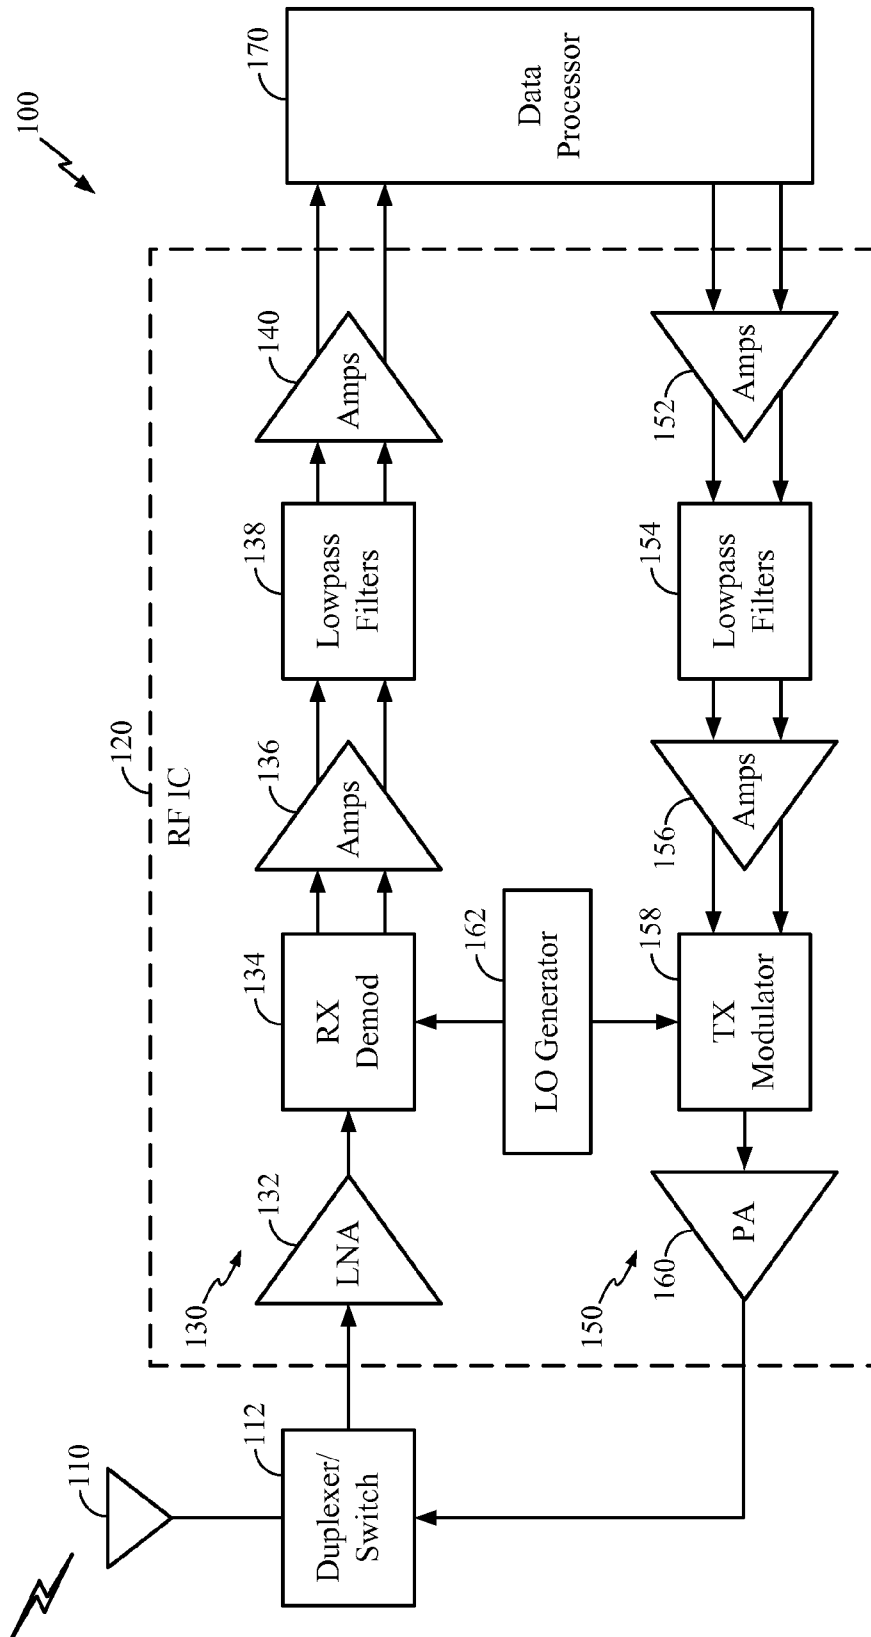 100
110
120
RF IC
112
Duplexer/
Switch
130
132
LNA
134
RX
Demod
136
Amps
138
Lowpass
Filters
140
Amps
170
Data
Processor
162
LO Generator
150
160
PA
158
TX
Modulator
156
Amps
154
Lowpass
Filters
152
Amps